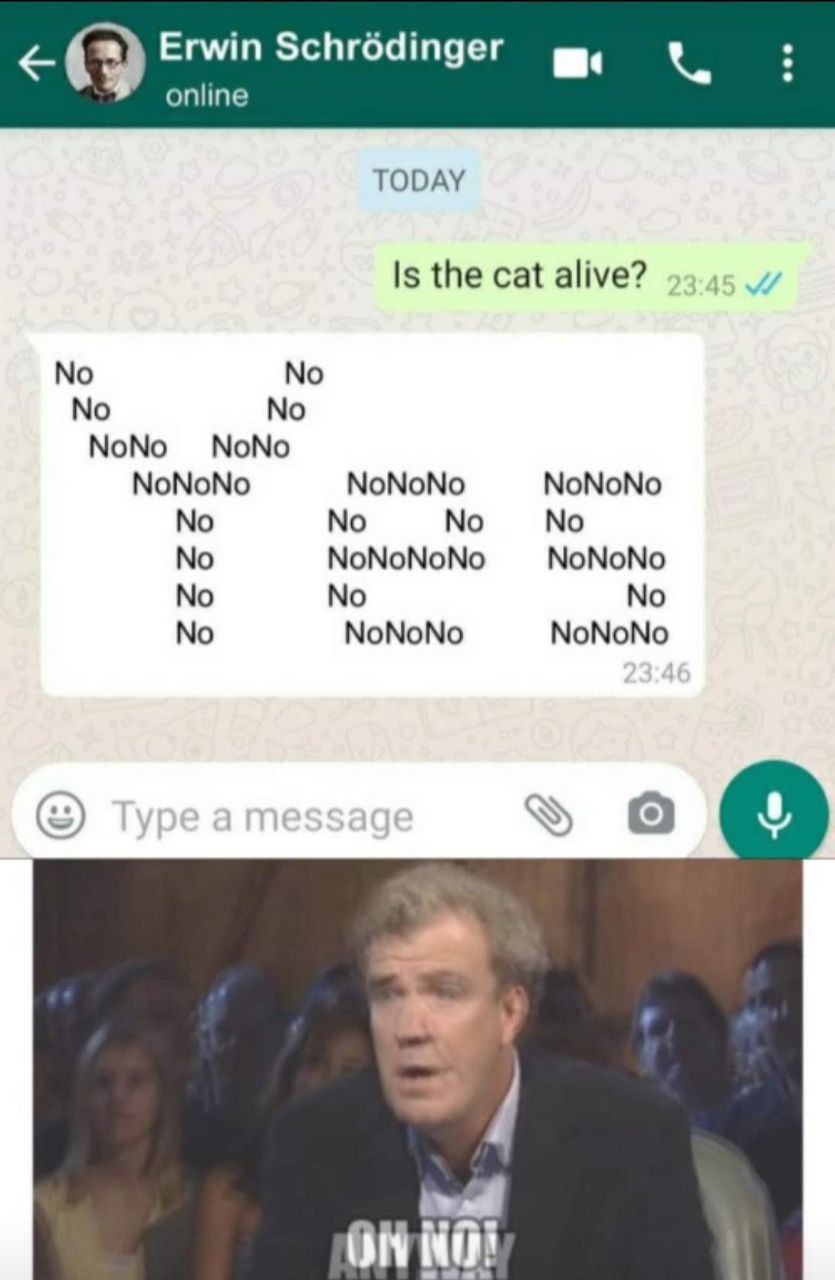 Erwin Schrödinger
online
TODAY
Is the cat alive? 23:45
No No
No No
NoNo NoNo
NoNoNo NoNoNo NoNoNo
No No No No
No NoNoNoNo NoNoNo
No No No
No NoNoNo NoNoNo
23:46
Type a message
OH NO!
ANYWAY